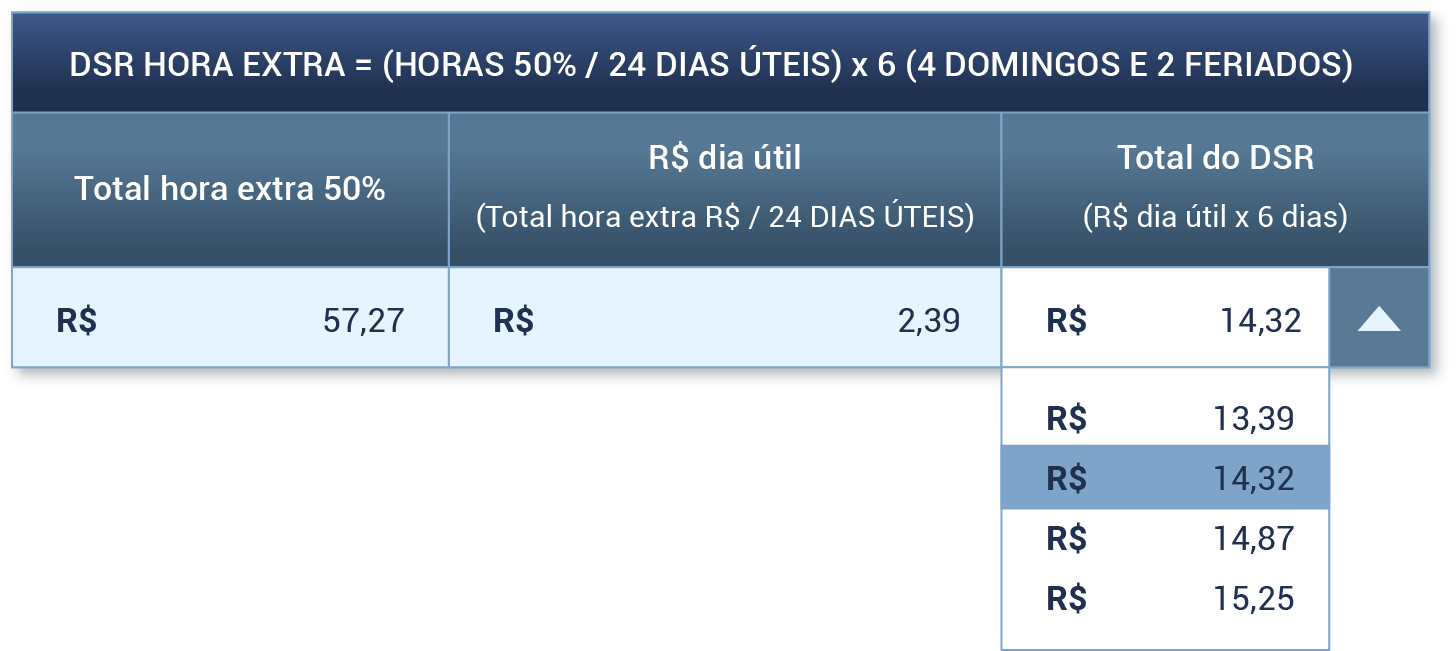 DSR HORA EXTRA = (HORAS 50% / 24 DIAS ÚTEIS) x 6 (4 DOMINGOS E 2 FERIADOS)
Total hora extra 50%
R$ dia útil
(Total hora extra R$ / 24 DIAS ÚTEIS)
Total do DSR
(R$ dia útil x 6 dias)
R$ 57,27
R$ 2,39
R$ 14,32
R$ 13,39
R$ 14,32
R$ 14,87
R$ 15,25